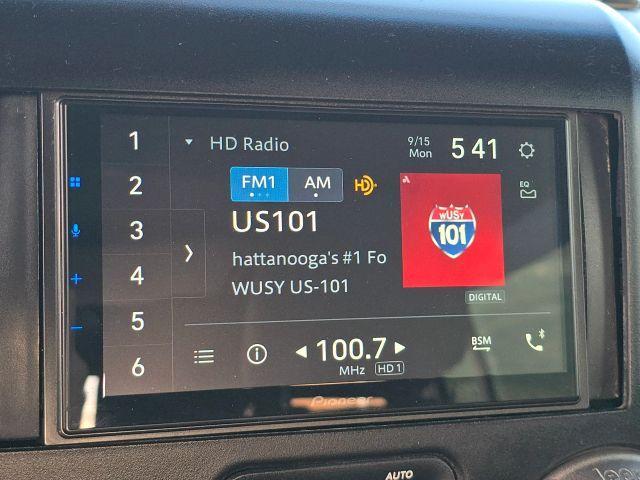 1
2
3
4
5
6
HD Radio
9/15
Mon
5 41
FM1
AM
HD
EQ
US101
WUSY
101
hattanooga's #1 Fo
WUSY US-101
DIGITAL
100.7
MHz
HD1
BSM
Pioneer
AUTO